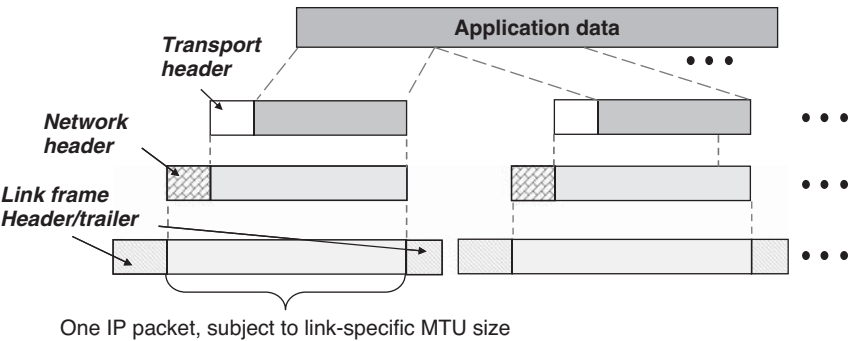 Application data
Transport
header
Network
header
Link frame
Header/trailer
One IP packet, subject to link-specific MTU size